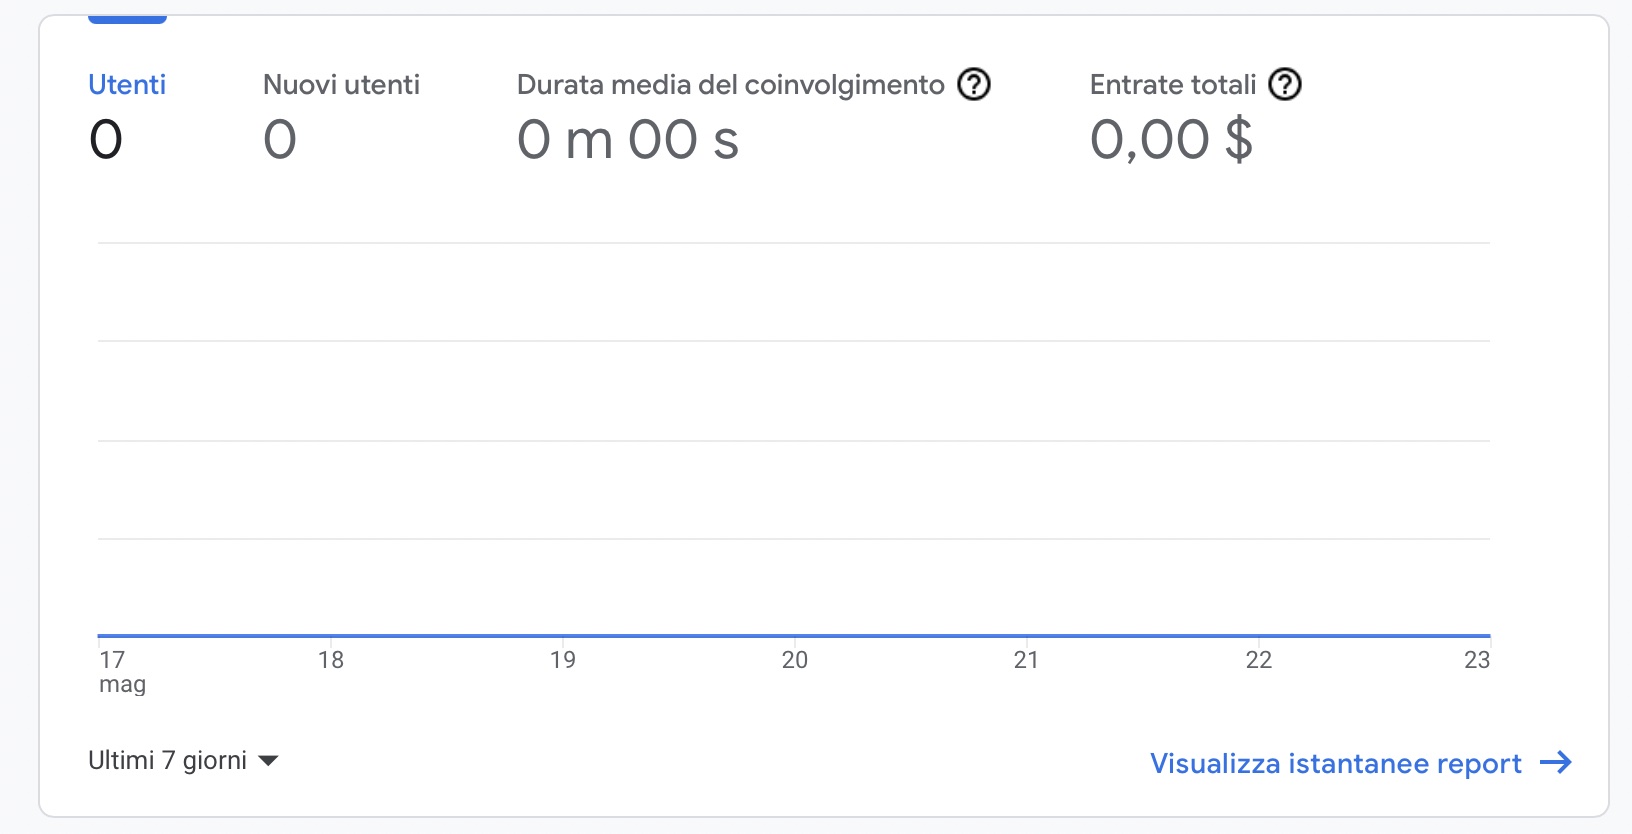 Utenti
0
Nuovi utenti
0
Durata media del coinvolgimento ?
0 m 00 s
Entrate totali ?
0,00 $
17 18 19 20 21 22 23
mag
Ultimi 7 giorni
Visualizza istantanee report